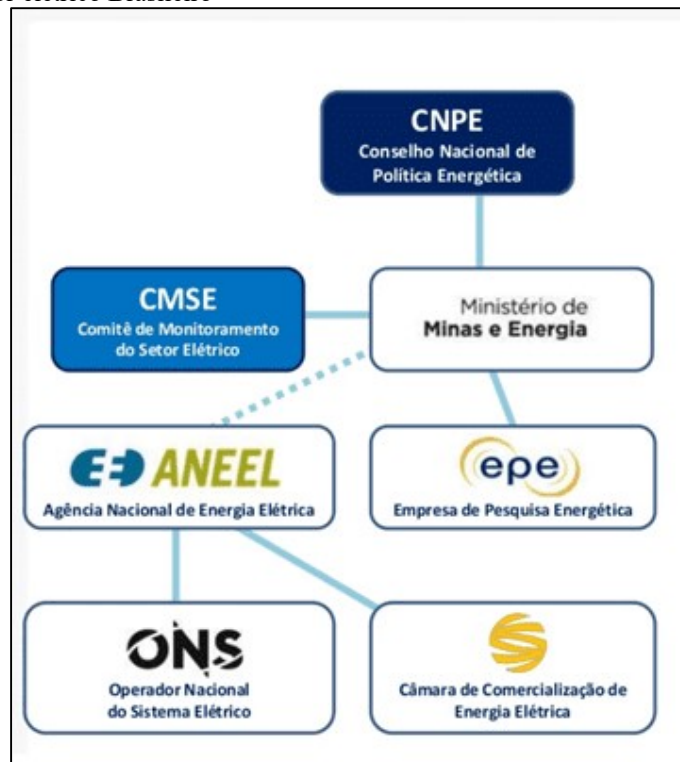 Brasileiro
CNPE
Conselho Nacional de
Política Energética
CMSE
Comitê de Monitoramento
do Setor Elétrico
Ministério de
Minas e Energia
ANEEL
Agência Nacional de Energia Elétrica
epe
Empresa de Pesquisa Energética
ONS
Operador Nacional
do Sistema Elétrico
Câmara de Comercialização de
Energia Elétrica